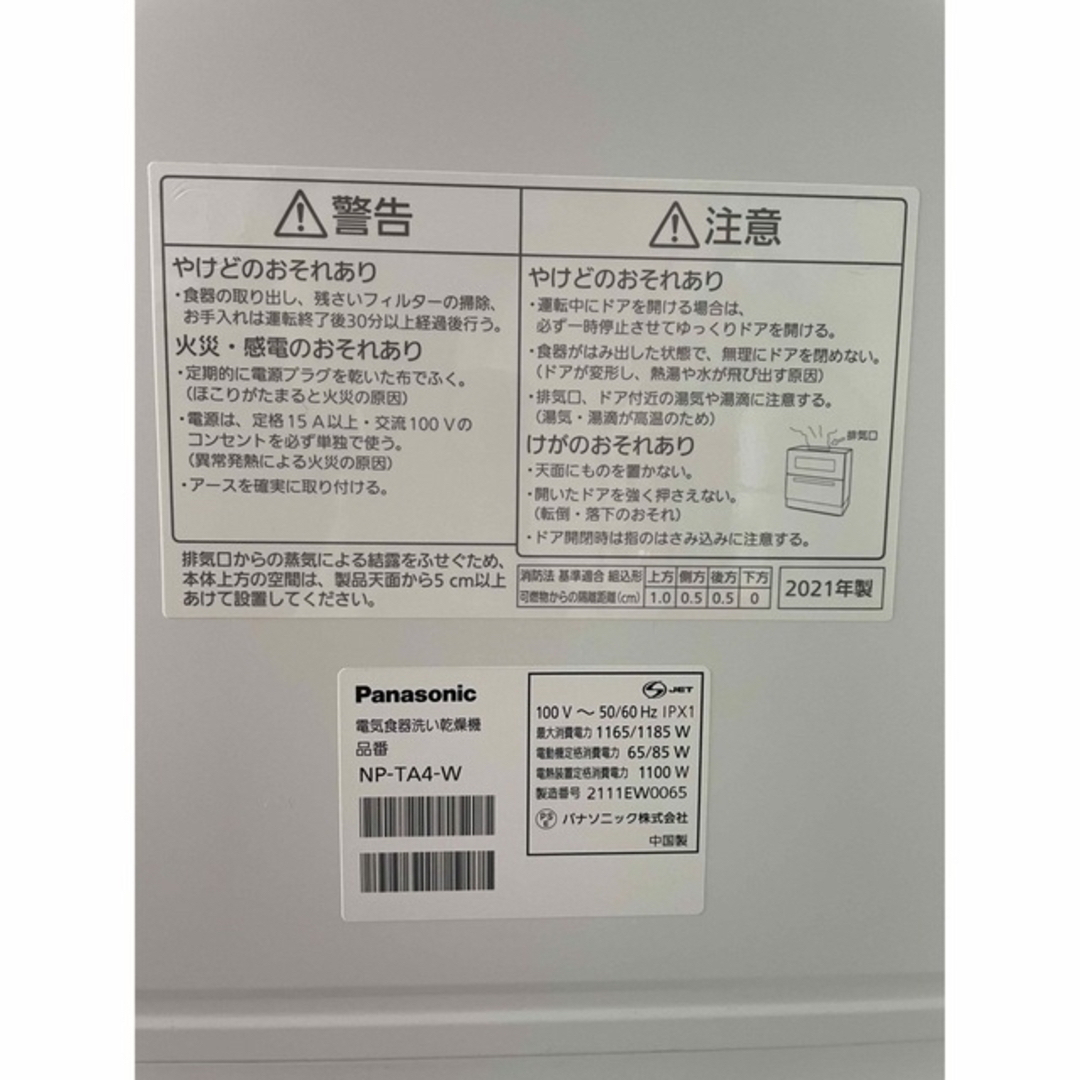 警告
やけどのおそれあり
・食器の取り出し、残さいフィルターの掃除、
お手入れは運転終了後30分以上経過後行う。
火災・感電のおそれあり
・定期的に電源プラグを乾いた布でふく。
(ほこりがたまると火災の原因)
・電源は、定格15A以上・交流100Vの
コンセントを必ず単独で使う。
(異常発熱による火災の原因)
・アースを確実に取り付ける。
排気口からの蒸気による結露をふせぐため、
本体上方の空間は、製品天面から5cm以上
あけて設置してください。
注意
やけどのおそれあり
・運転中にドアを開ける場合は、
必ず一時停止させてゆっくりドアを開ける。
・食器がはみ出した状態で、無理にドアを閉めない。
(ドアが変形し、熱湯や水が飛び出す原因)
・排気口、ドア付近の湯気や湯滴に注意する。
(湯気・湯滴が高温のため)
けがのおそれあり
・天面にものを置かない。
・開いたドアを強く押さえない。
(転倒・落下のおそれ)
・ドア開閉時は指のはさみ込みに注意する。
排気口
消防法 基準適合 組込形 上方 側方 後方 下方
可燃物からの隔離距離(cm) 1.0 0.5 0.5 0
2021年製
Panasonic
電気食器洗い乾燥機
品番
NP-TA4-W
JET
100 V ～ 50/60 Hz IPX1
最大消費電力 1165/1185 W
電動機定格消費電力 65/85 W
電熱装置定格消費電力 1100 W
製造番号 2111EW0065
PSE パナソニック株式会社
中国製